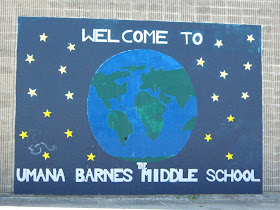 WELCOME TO
THE
UMANA BARNES MIDDLE SCHOOL